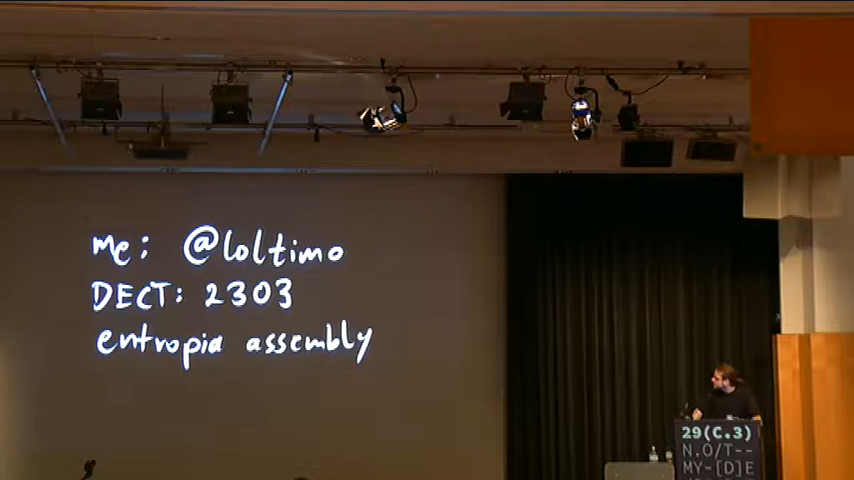 me: @loltimo
DECT: 2303
entropia assembly
29(C.3)
N.O/T--
MY-[D]E